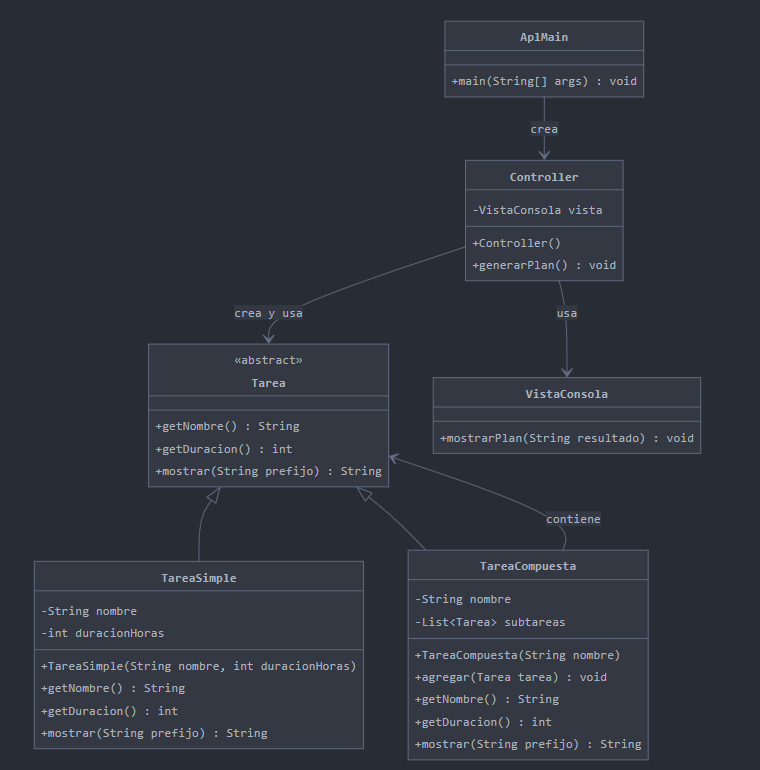 AplMain
+main(String[] args) : void
crea
Controller
-VistaConsola vista
+Controller()
+generarPlan() : void
crea y usa
usa
«abstract»
Tarea
+getNombre() : String
+getDuracion() : int
+mostrar(String prefijo) : String
VistaConsola
+mostrarPlan(String resultado) : void
contiene
TareaSimple
-String nombre
-int duracionHoras
+TareaSimple(String nombre, int duracionHoras)
+getNombre() : String
+getDuracion() : int
+mostrar(String prefijo) : String
TareaCompuesta
-String nombre
-List<Tarea> subtareas
+TareaCompuesta(String nombre)
+agregar(Tarea tarea) : void
+getNombre() : String
+getDuracion() : int
+mostrar(String prefijo) : String